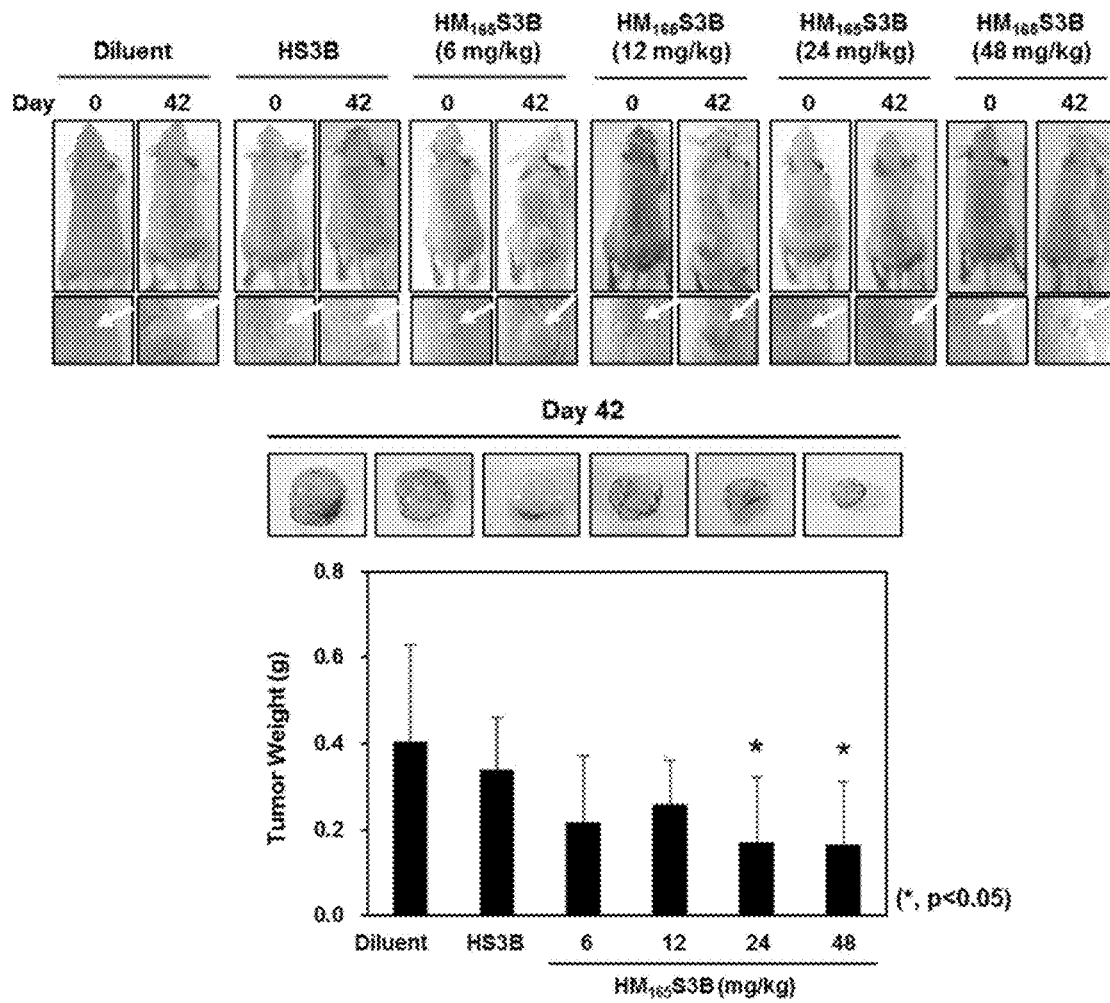 HM₁₆₅S3B HM₁₆₅S3B HM₁₆₅S3B HM₁₆₅S3B
Diluent HS3B (6 mg/kg) (12 mg/kg) (24 mg/kg) (48 mg/kg)
Day 0 42 0 42 0 42 0 42 0 42 0 42
Day 42
0.8
0.6
0.4
0.2
0.0
Tumor Weight (g)
* *
(*, p<0.05)
Diluent HS3B 6 12 24 48
HM₁₆₅S3B (mg/kg)